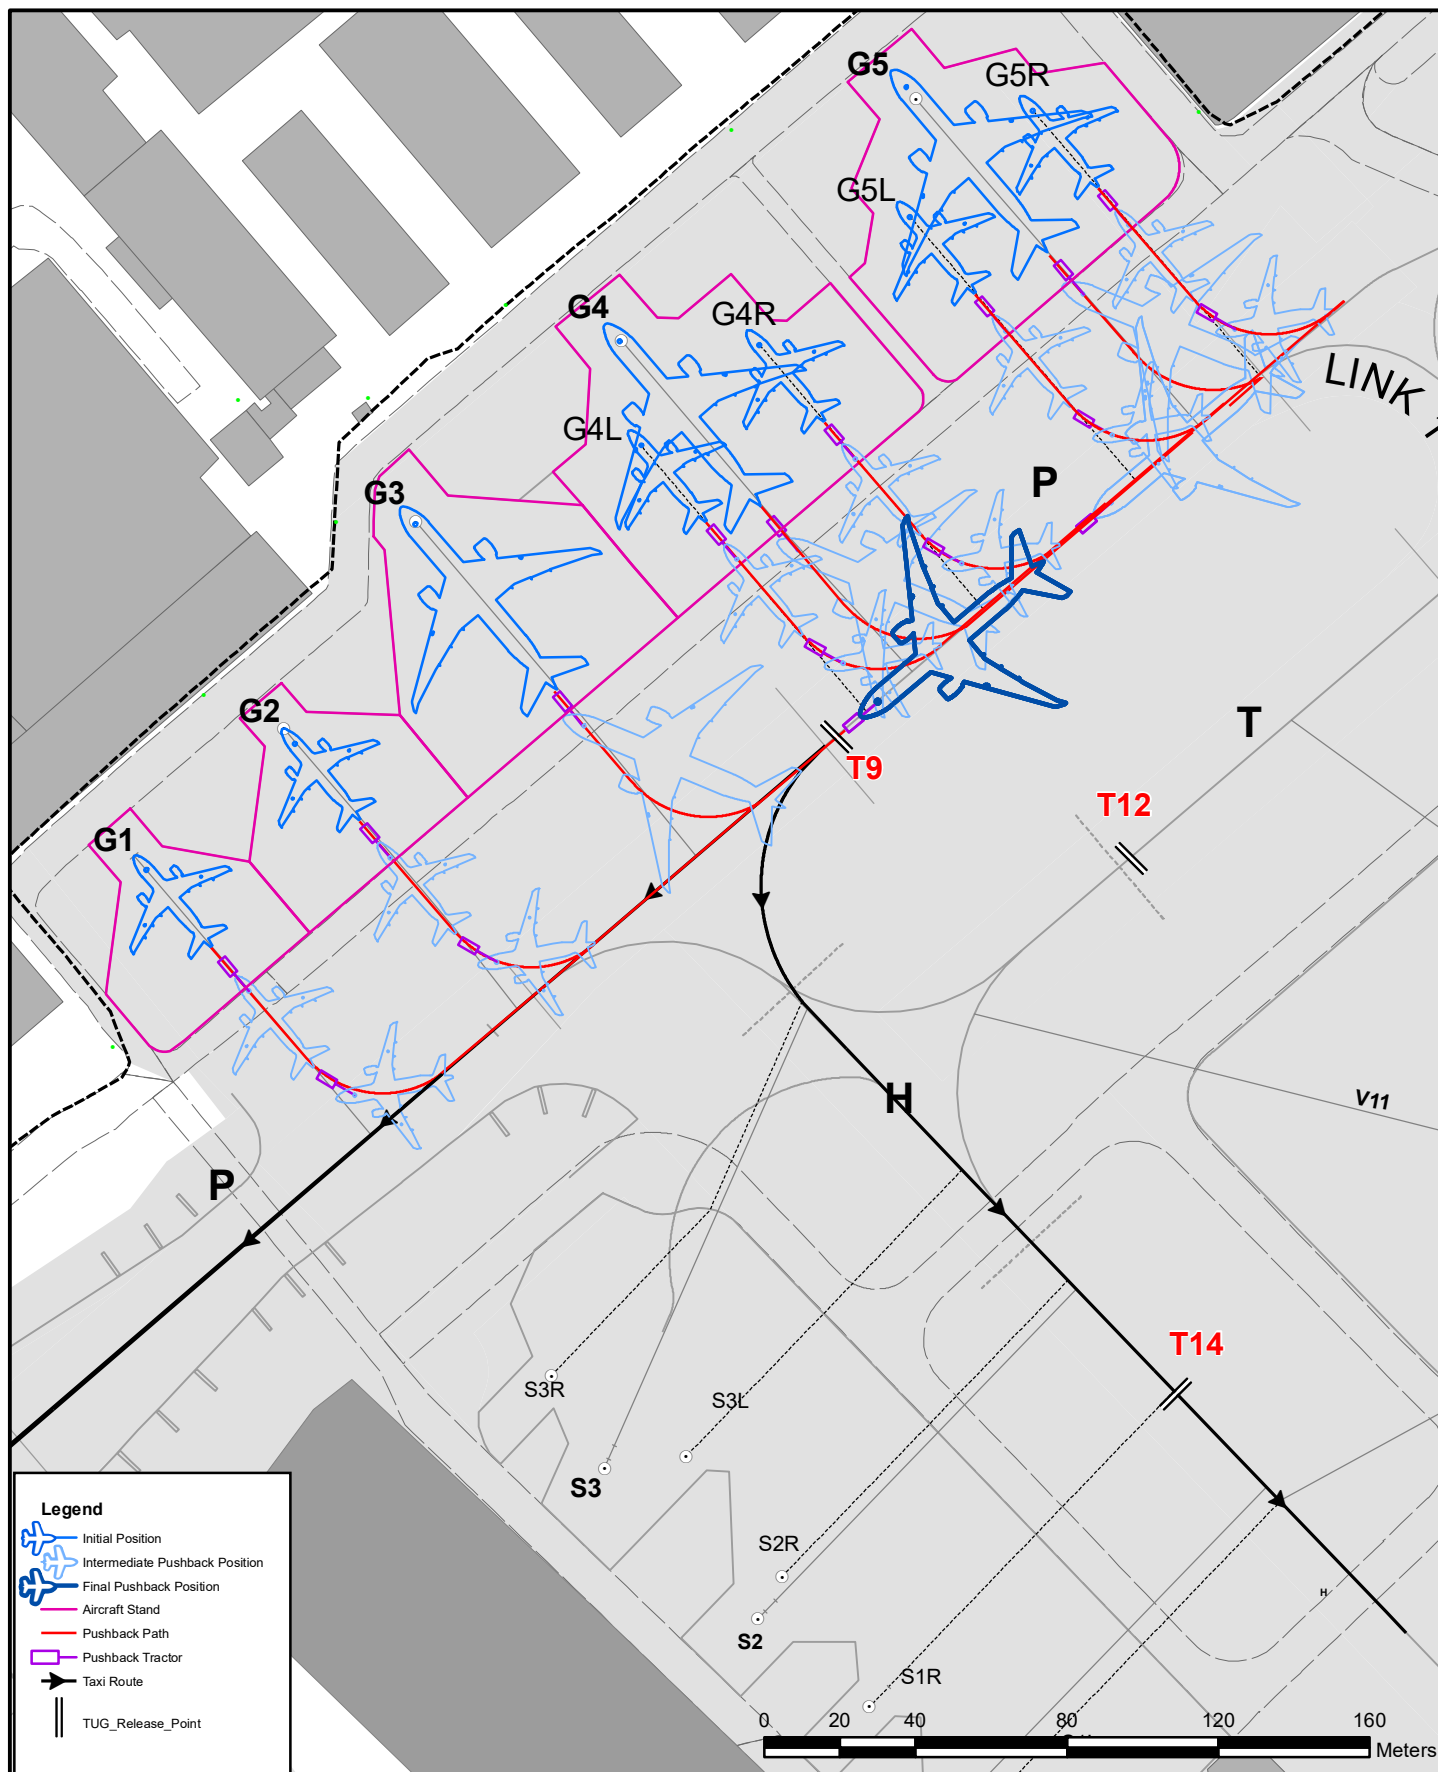 G5
G5R
G5L
G4
G4R
G4L
LINK
P
G3
G2
T
T9
T12
G1
H
V11
P
T14
S3R
S3L
S3
S2R
S2
H
S1R
Legend
Initial Position
Intermediate Pushback Position
Final Pushback Position
Aircraft Stand
Pushback Path
Pushback Tractor
Taxi Route
TUG_Release_Point
0 20 40 80 120 160
Meters